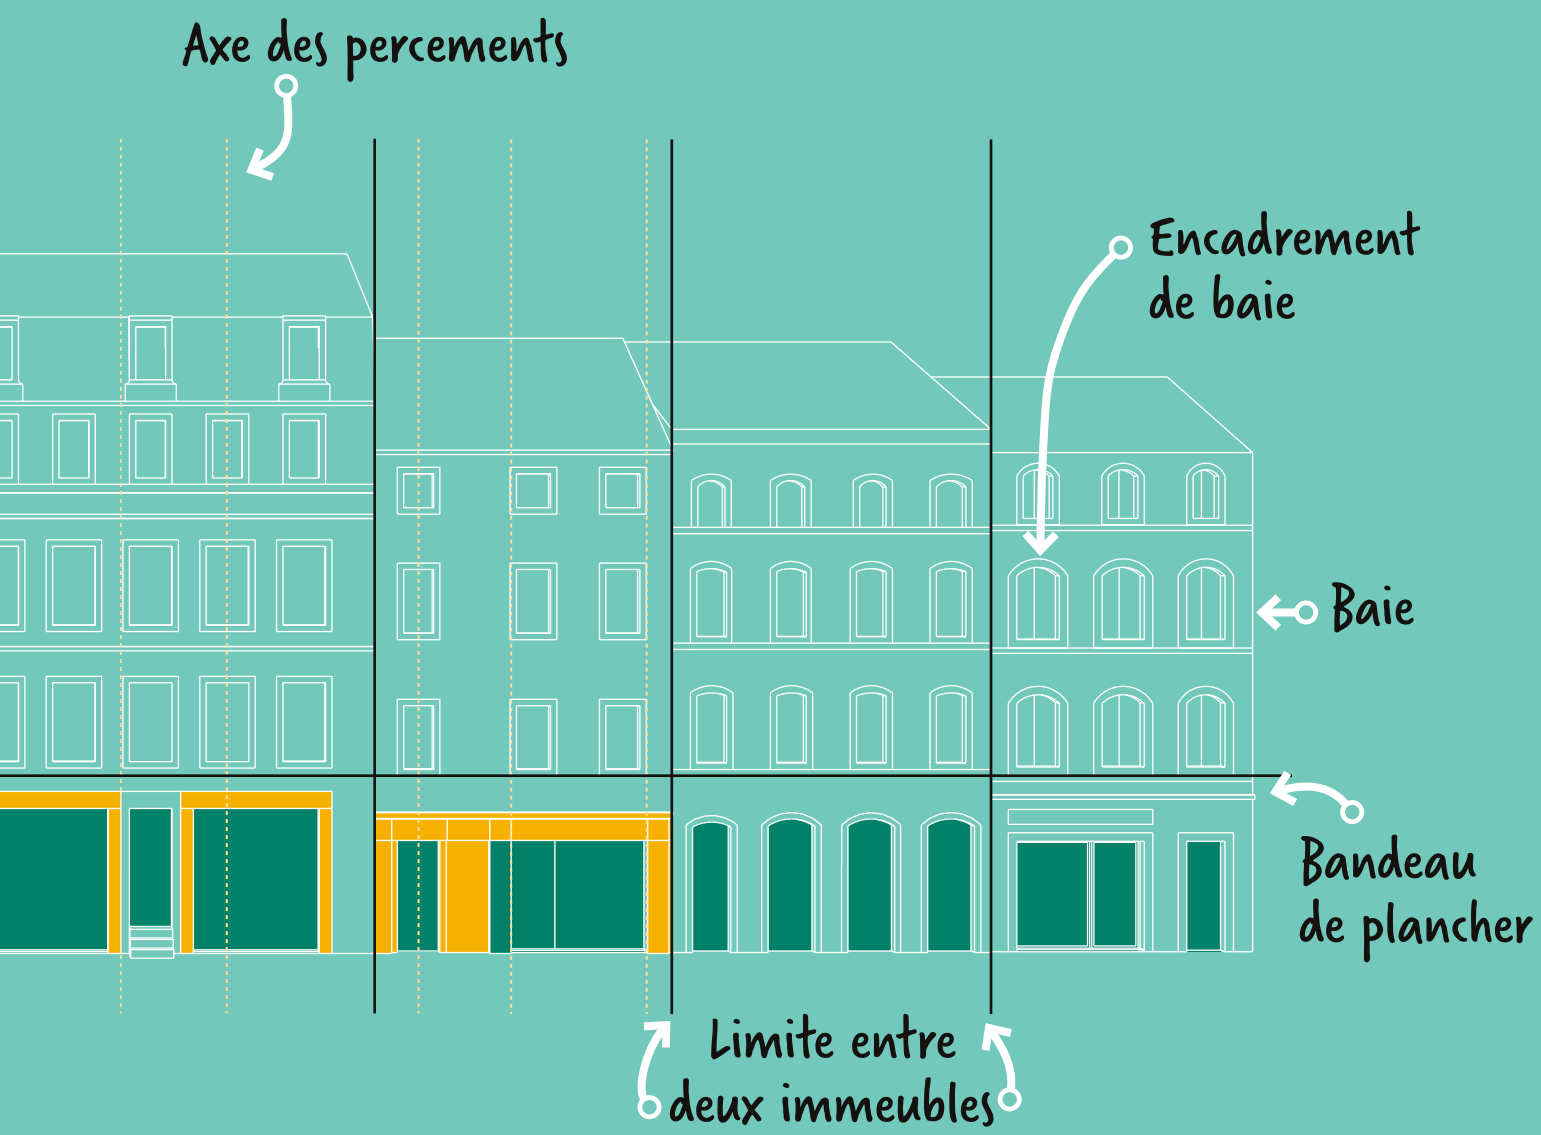 Axe des percements
Encadrement
de baie
Baie
Bandeau
de plancher
Limite entre
deux immeubles